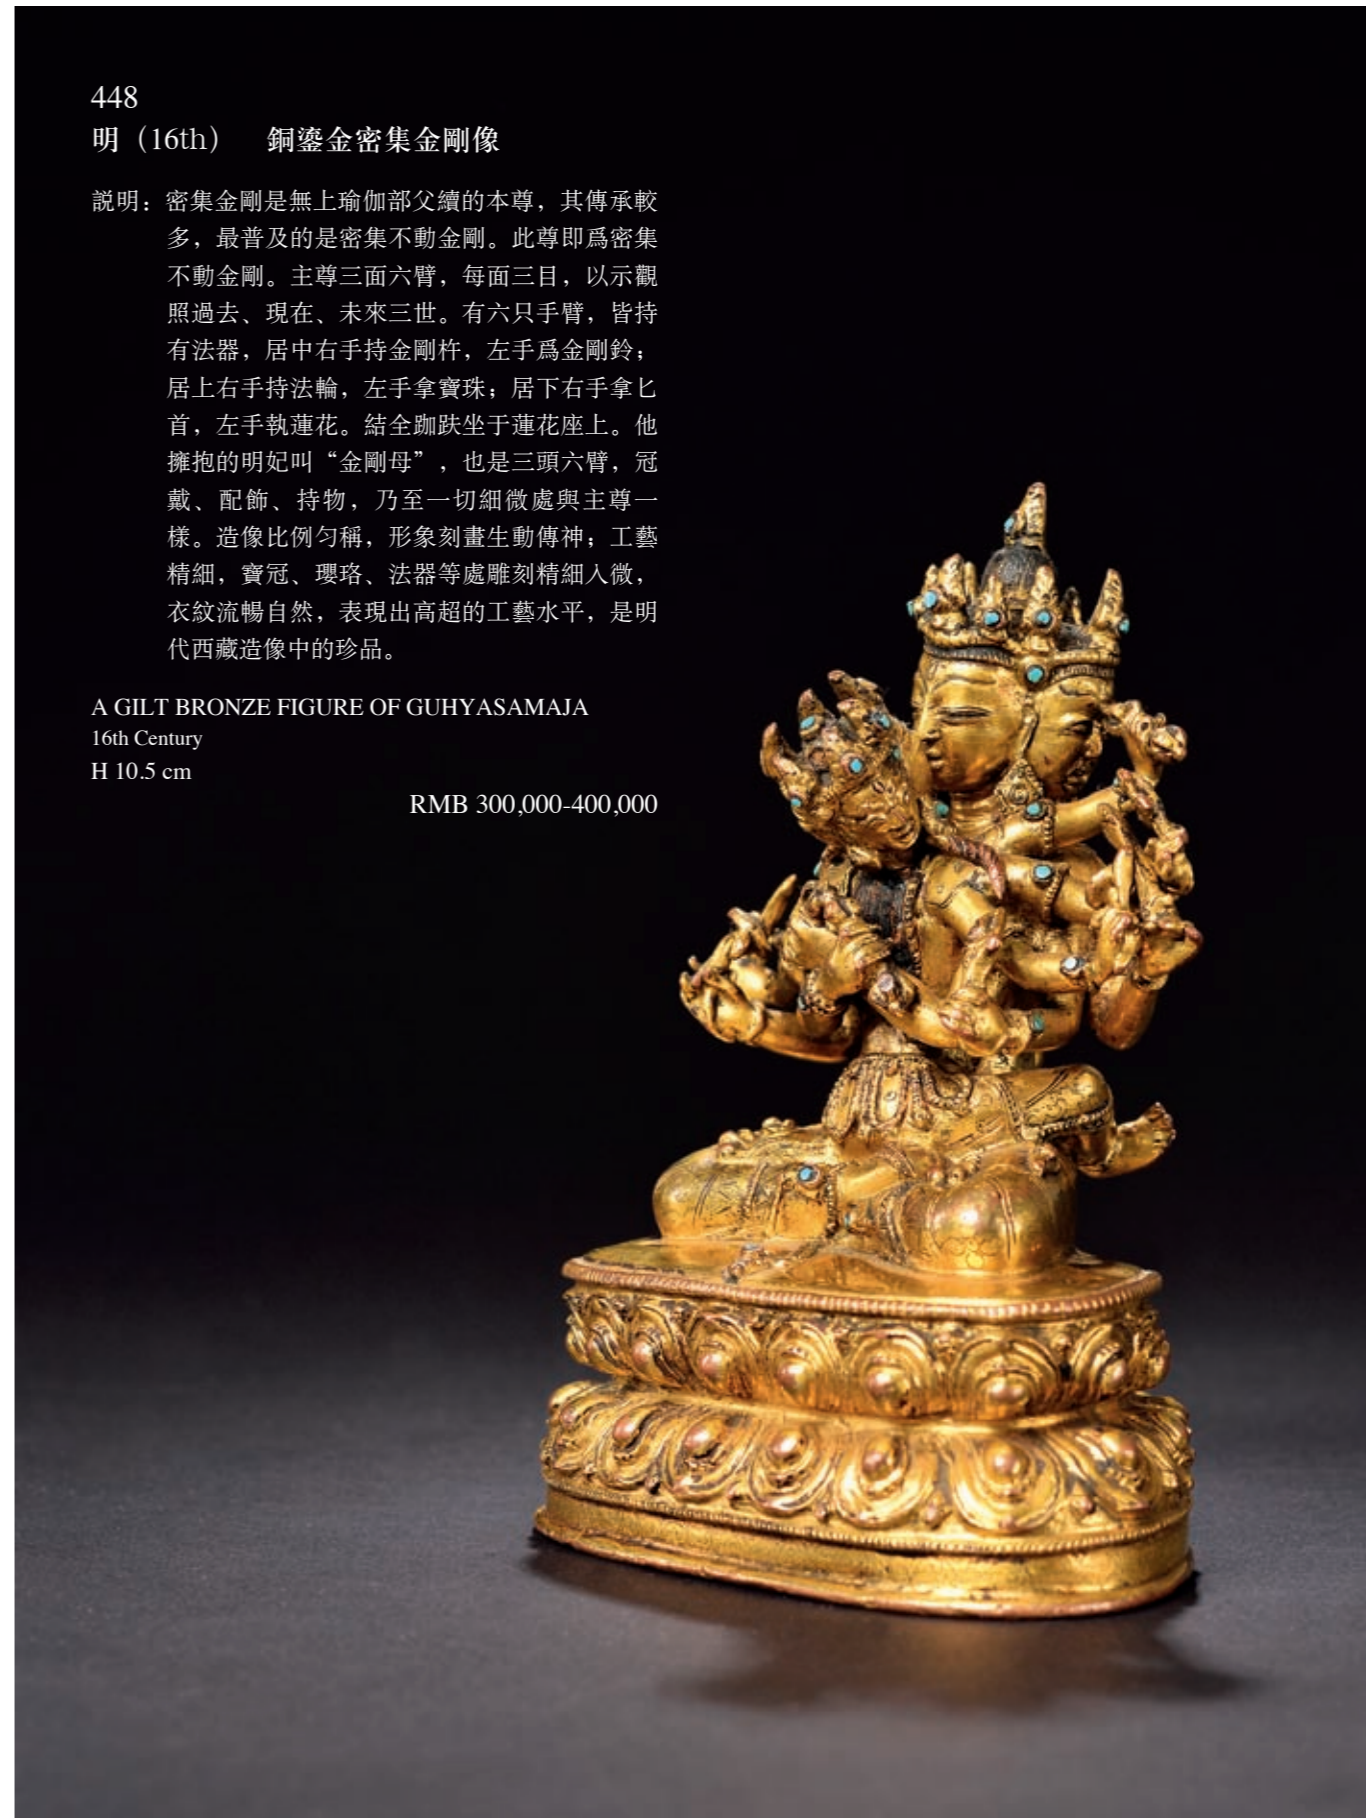 448
明（16th） 銅鎏金密集金剛像
説明：密集金剛是無上瑜伽部父續的本尊，其傳承較
多，最普及的是密集不動金剛。此尊即爲密集
不動金剛。主尊三面六臂，每面三目，以示觀
照過去、現在、未來三世。有六只手臂，皆持
有法器，居中右手持金剛杵，左手爲金剛鈴；
居上右手持法輪，左手拿寶珠；居下右手拿匕
首，左手執蓮花。結全跏趺坐于蓮花座上。他
擁抱的明妃叫“金剛母”，也是三頭六臂，冠
戴、配飾、持物，乃至一切細微處與主尊一
樣。造像比例勻稱，形象刻畫生動傳神；工藝
精細，寶冠、瓔珞、法器等處雕刻精細入微，
衣紋流暢自然，表現出高超的工藝水平，是明
代西藏造像中的珍品。
A GILT BRONZE FIGURE OF GUHYASAMAJA
16th Century
H 10.5 cm
RMB 300,000-400,000